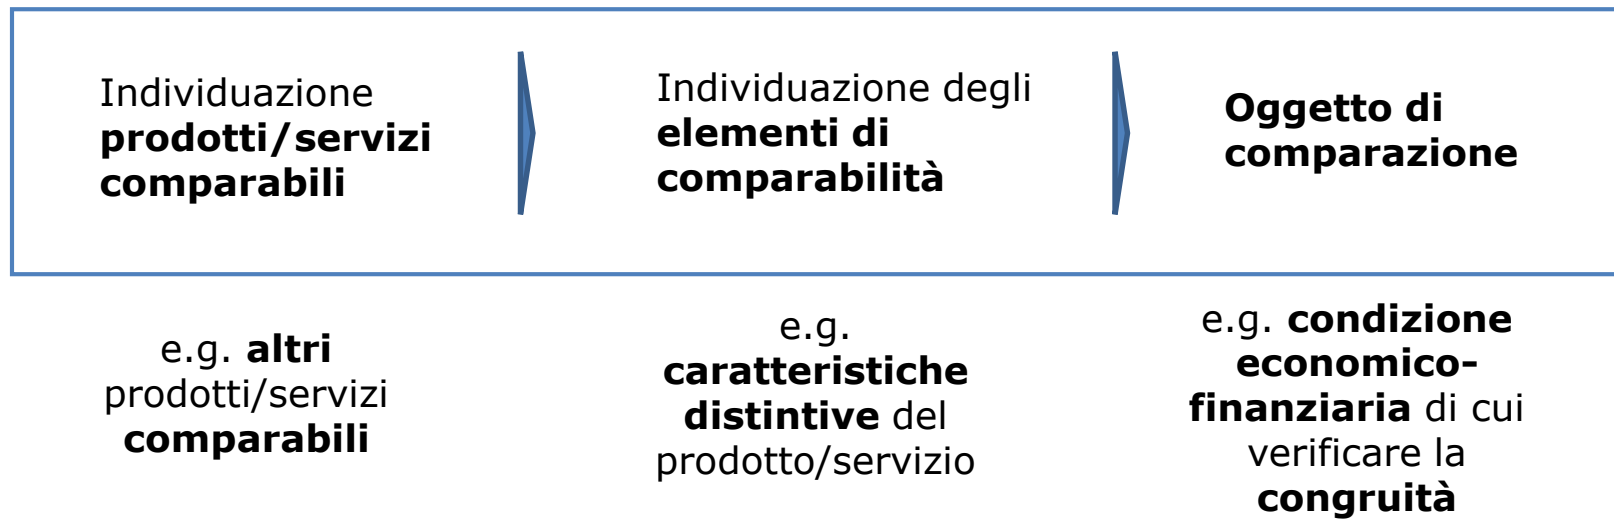 Individuazione
prodotti/servizi
comparabili
Individuazione degli
elementi di
comparabilità
Oggetto di
comparazione
e.g. altri
prodotti/servizi
comparabili
e.g.
caratteristiche
distintive del
prodotto/servizio
e.g. condizione
economico-
finanziaria di cui
verificare la
congruità